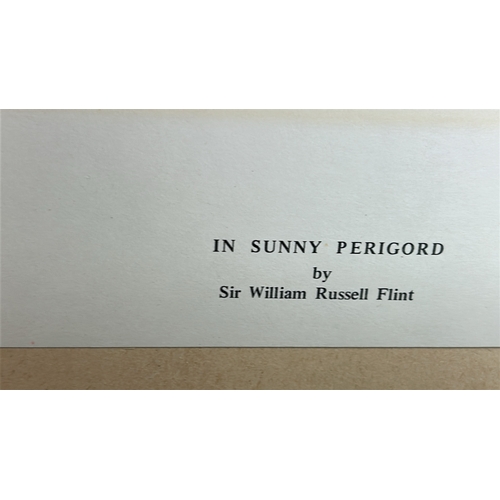 IN SUNNY PERIGORD
by
Sir William Russell Flint